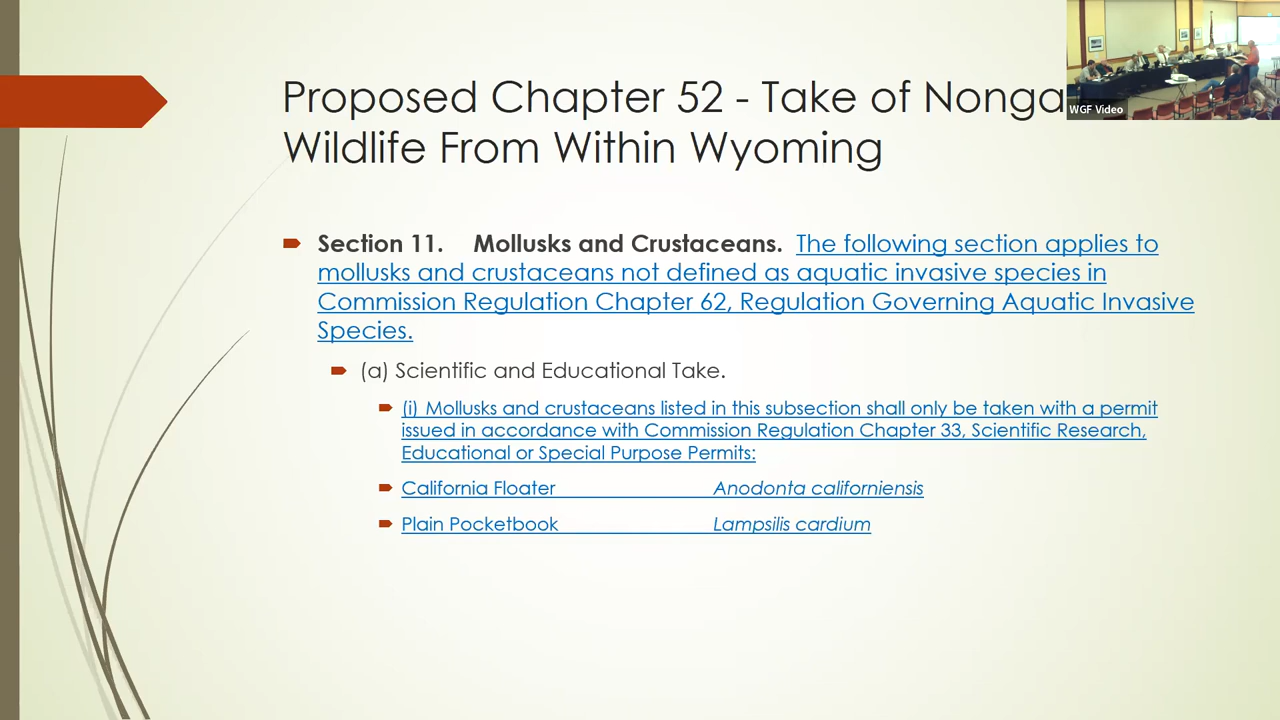 Proposed Chapter 52 - Take of Nonga
Wildlife From Within Wyoming
WGF Video
Section 11. Mollusks and Crustaceans. The following section applies to
mollusks and crustaceans not defined as aquatic invasive species in
Commission Regulation Chapter 62, Regulation Governing Aquatic Invasive
Species.
(a) Scientific and Educational Take.
(i) Mollusks and crustaceans listed in this subsection shall only be taken with a permit
issued in accordance with Commission Regulation Chapter 33, Scientific Research,
Educational or Special Purpose Permits:
California Floater Anodonta californiensis
Plain Pocketbook Lampsilis cardium